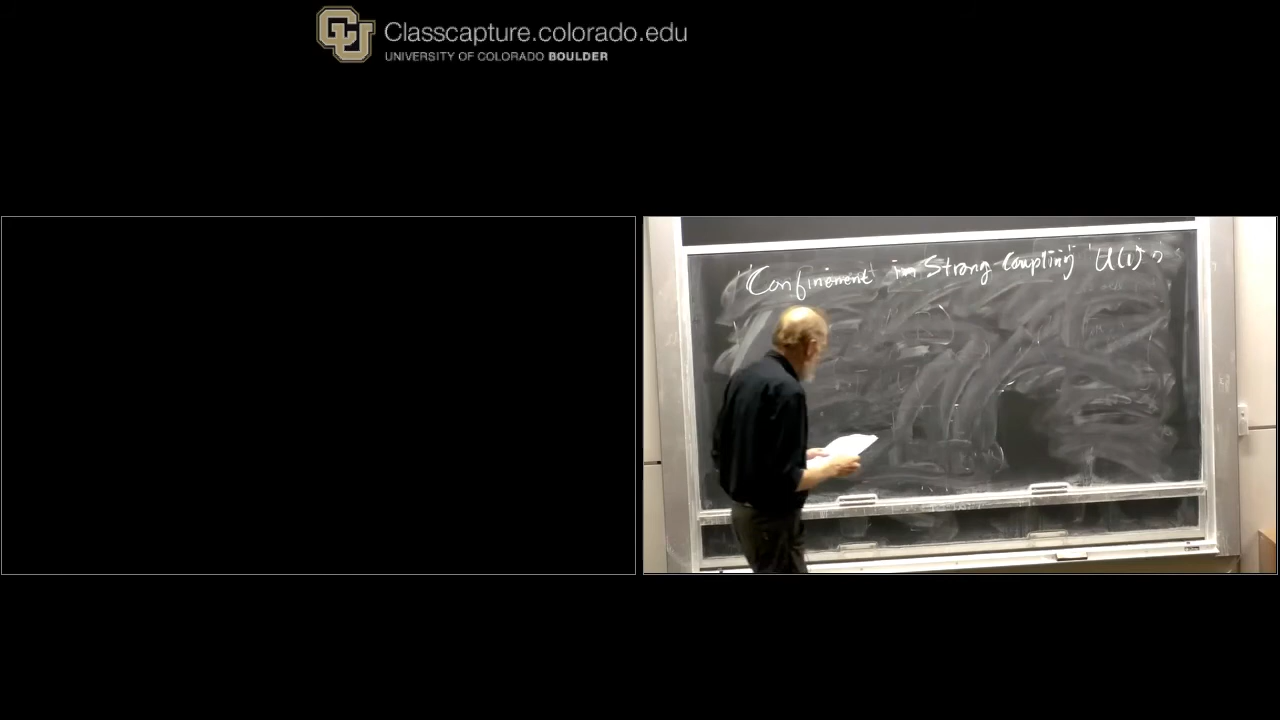 Classcapture.colorado.edu
UNIVERSITY OF COLORADO BOULDER
"Confinement in Strong-Coupling U(1)"